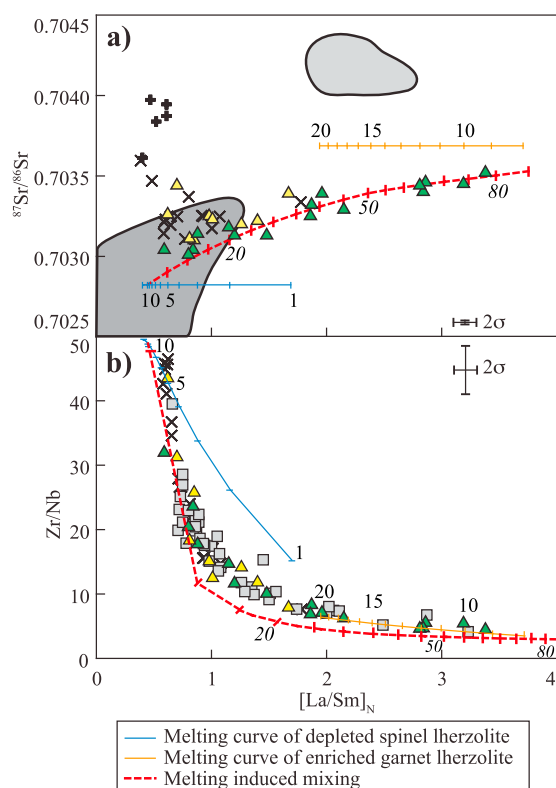 0.7045
a)
0.7040
20 15 10
0.7035
80
50
⁸⁷Sr/⁸⁶Sr
0.7030
20
10 5 1
0.7025
2σ
50
b)
10
2σ
5
40
30
Zr/Nb
20
1
10
20 15 10
20
50
80
0
0 1 2 3 4
[La/Sm]N
Melting curve of depleted spinel lherzolite
Melting curve of enriched garnet lherzolite
Melting induced mixing